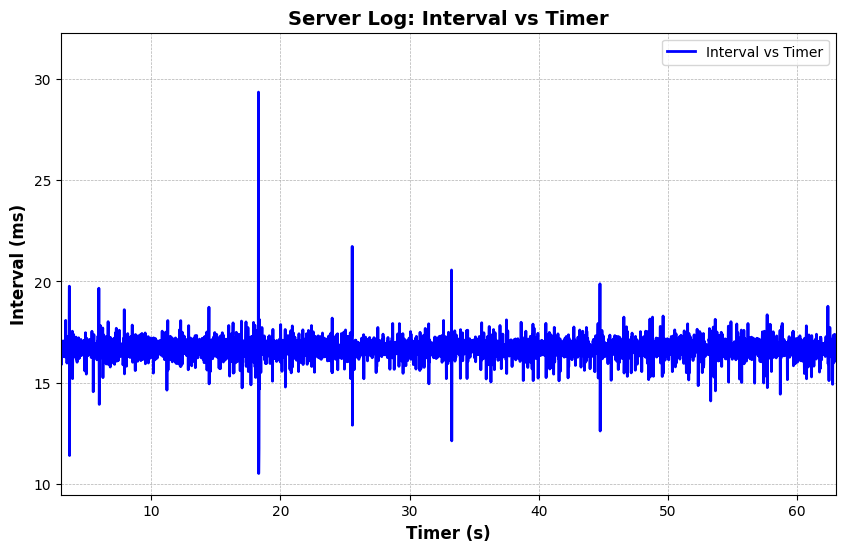 Server Log: Interval vs Timer
Interval vs Timer
30
25
20
15
10
Interval (ms)
10 20 30 40 50 60
Timer (s)